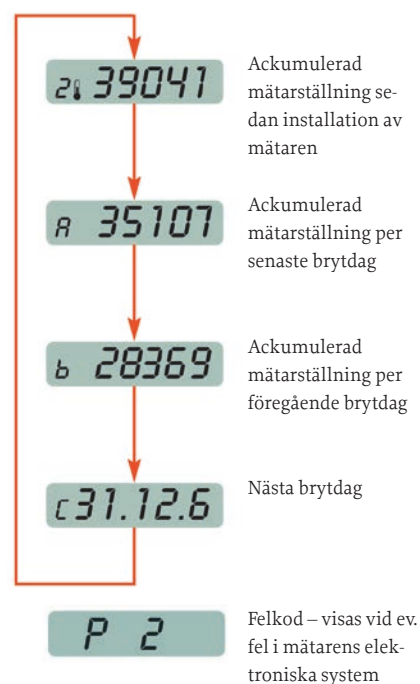 2 39041
Ackumulerad
mätarställning se-
dan installation av
mätaren
A 35107
Ackumulerad
mätarställning per
senaste brytdag
b 28369
Ackumulerad
mätarställning per
föregående brytdag
c31.12.6
Nästa brytdag
P 2
Felkod – visas vid ev.
fel i mätarens elek-
troniska system